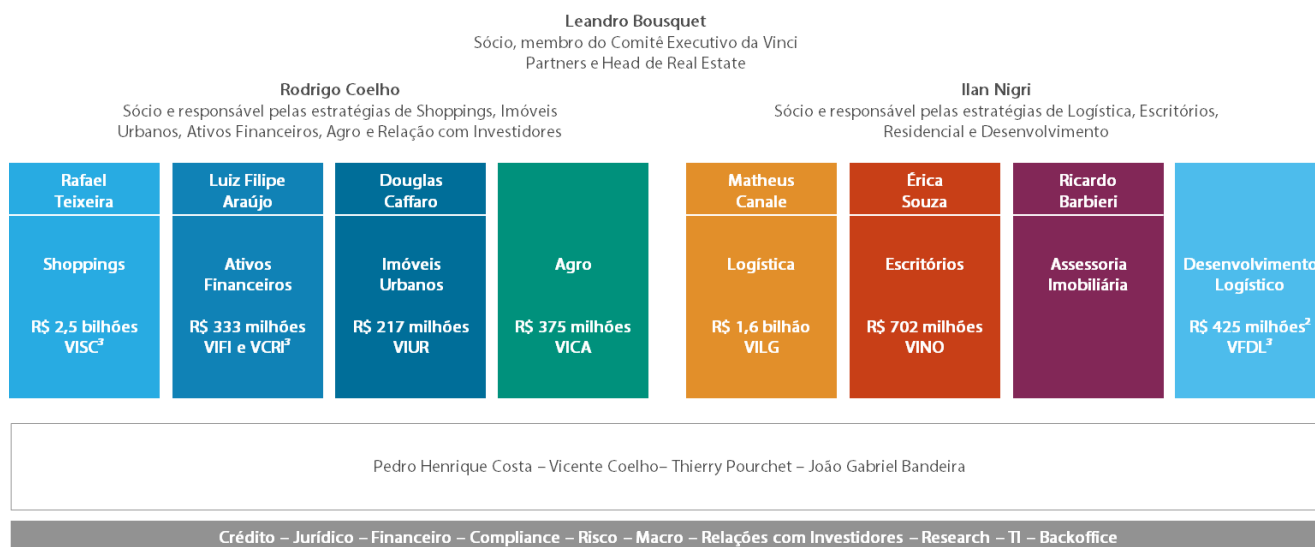 Leandro Bousquet
Sócio, membro do Comitê Executivo da Vinci
Partners e Head de Real Estate
Rodrigo Coelho
Sócio e responsável pelas estratégias de Shoppings, Imóveis
Urbanos, Ativos Financeiros, Agro e Relação com Investidores
Ilan Nigri
Sócio e responsável pelas estratégias de Logística, Escritórios,
Residencial e Desenvolvimento
Rafael
Teixeira
Shoppings
R$ 2,5 bilhões
VISC³
Luiz Filipe
Araújo
Ativos
Financeiros
R$ 333 milhões
VIFI e VCRI³
Douglas
Caffaro
Imóveis
Urbanos
R$ 217 milhões
VIUR
Agro
R$ 375 milhões
VICA
Matheus
Canale
Logística
R$ 1,6 bilhão
VILG
Érica
Souza
Escritórios
R$ 702 milhões
VINO
Ricardo
Barbieri
Assessoria
Imobiliária
Desenvolvimento
Logístico
R$ 425 milhões²
VFDL³
Pedro Henrique Costa – Vicente Coelho– Thierry Pourchet – João Gabriel Bandeira
Crédito – Jurídico – Financeiro – Compliance – Risco – Macro – Relações com Investidores – Research – TI – Backoffice